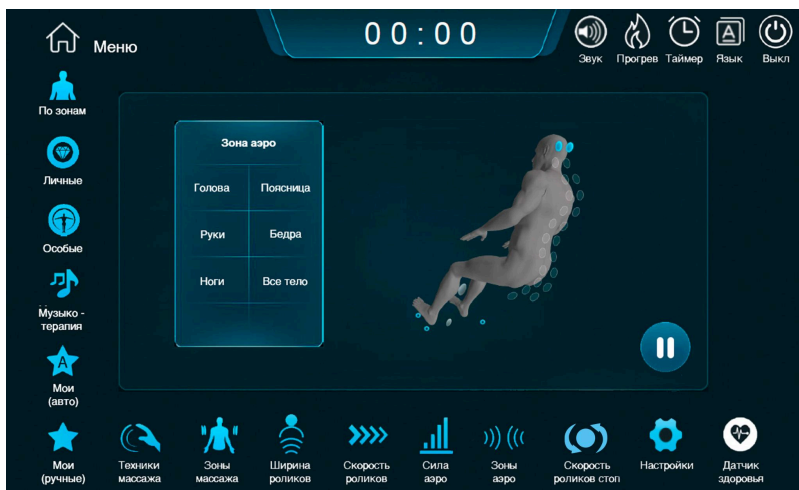 Меню
00:00
Звук
Прогрев
Таймер
A
Язык
Выкл
По зонам
Личные
Особые
Музыко -
терапия
A
Мои
(авто)
Мои
(ручные)
Зона аэро
Голова
Поясница
Руки
Бедра
Ноги
Все тело
Техники
массажа
Зоны
массажа
Ширина
роликов
Скорость
роликов
Сила
аэро
Зоны
аэро
Скорость
роликов стоп
Настройки
Датчик
здоровья